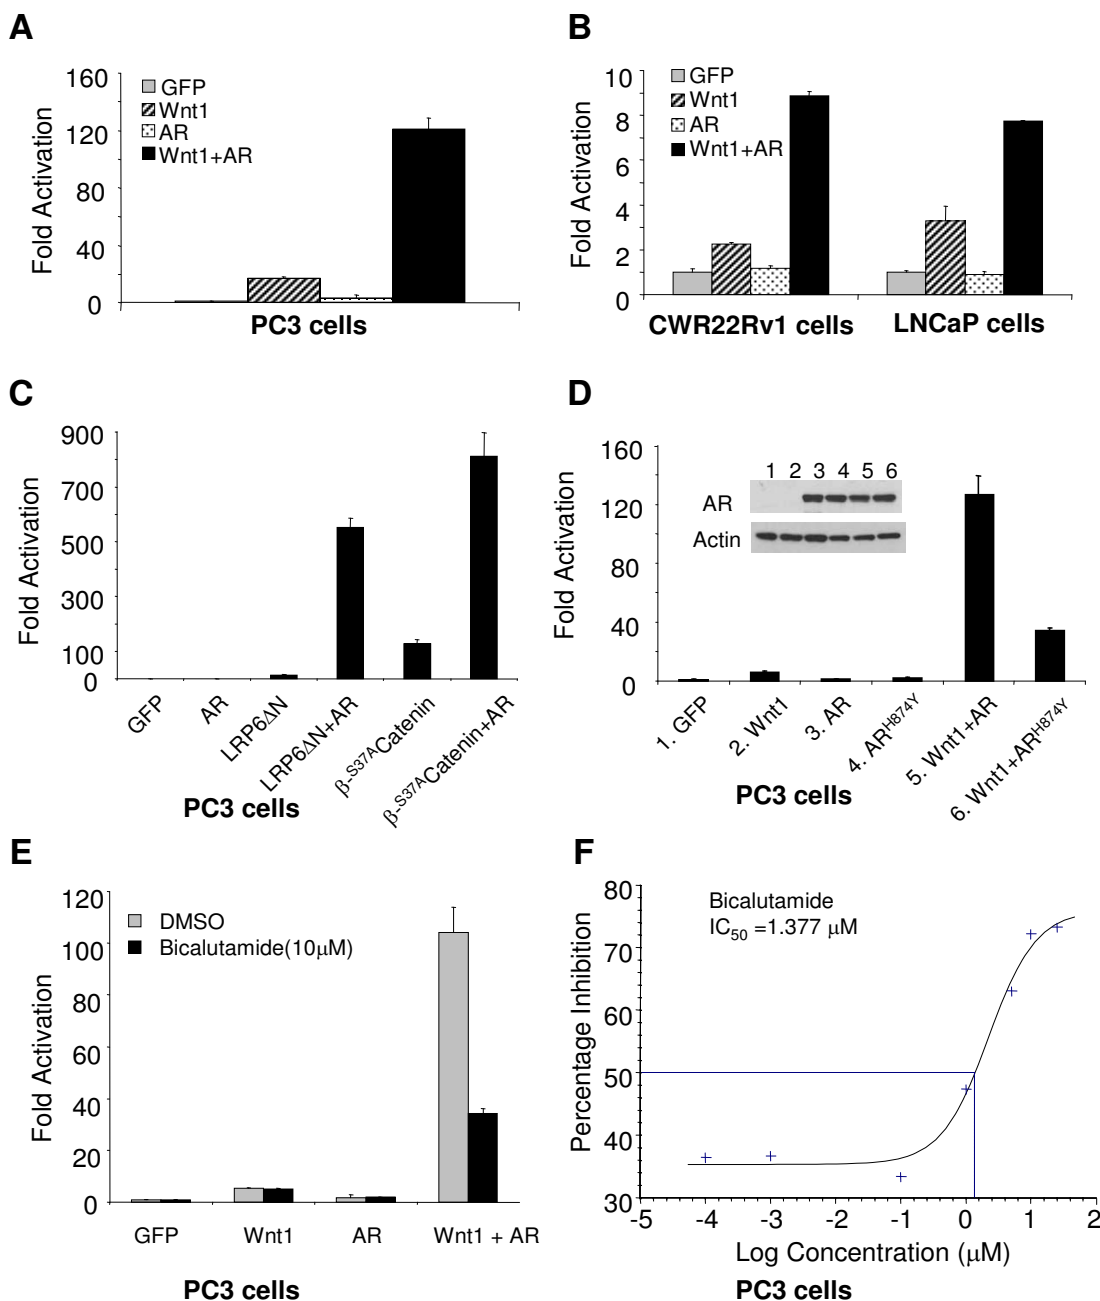 A
Fold Activation
160
120
80
40
0
GFP
Wnt1
AR
Wnt1+AR
PC3 cells
B
Fold Activation
10
8
6
4
2
0
GFP
Wnt1
AR
Wnt1+AR
CWR22Rv1 cells
LNCaP cells
C
Fold Activation
900
700
500
300
100
0
GFP
AR
LRP6ΔN
LRP6ΔN+AR
β-S37ACatenin
β-S37ACatenin+AR
PC3 cells
D
Fold Activation
160
120
80
40
0
1 2 3 4 5 6
AR
Actin
1. GFP
2. Wnt1
3. AR
4. ARH874Y
5. Wnt1+AR
6. Wnt1+ARH874Y
PC3 cells
E
Fold Activation
120
100
80
60
40
20
0
DMSO
Bicalutamide(10μM)
GFP
Wnt1
AR
Wnt1 + AR
PC3 cells
F
Percentage Inhibition
80
70
60
50
40
30
Bicalutamide
IC50 =1.377 μM
-5 -4 -3 -2 -1 0 1 2
Log Concentration (μM)
PC3 cells